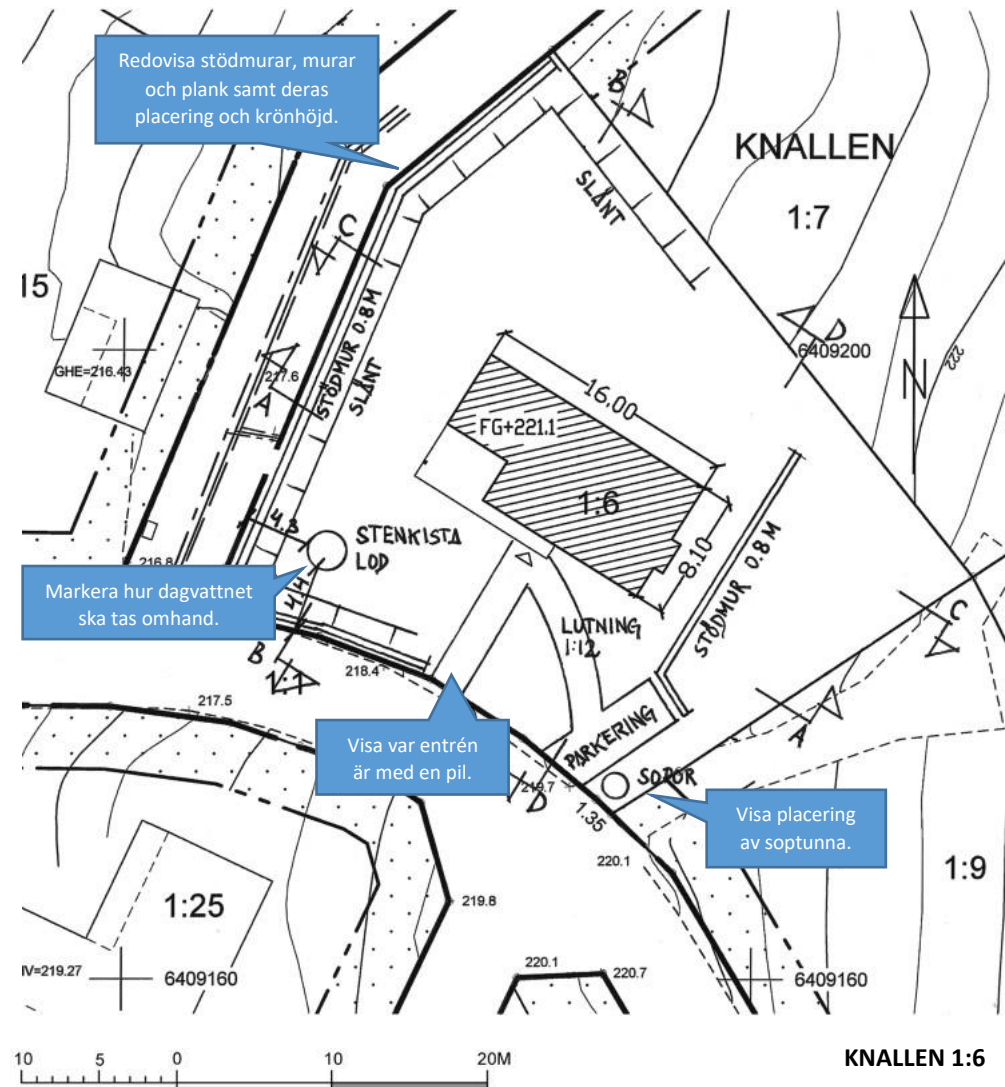 Redovisa stödmurar, murar
och plank samt deras
placering och krönhöjd.
B'
KNALLEN
1:7
SLÄNT
C
15
STÖDMUR 0.8 M
SLÄNT
GHE=216.43
217.6
A
D
6409200
222
N
16.00
FG+221.1
1:6
8.10
STÖDMUR 0.8 M
4.3
STENKISTA
LOD
216.8
Markera hur dagvattnet
ska tas omhand.
4.4
LUTNING
1:12
C
B
218.4
1:1
217.5
Visa var entrén
är med en pil.
PARKERING
A
219.7
D
SOPOR
1.35
Visa placering
av soptunna.
220.1
1:9
1:25
219.8
IV=219.27
6409160
220.1
220.7
6409160
10 5 0 10 20M
KNALLEN 1:6